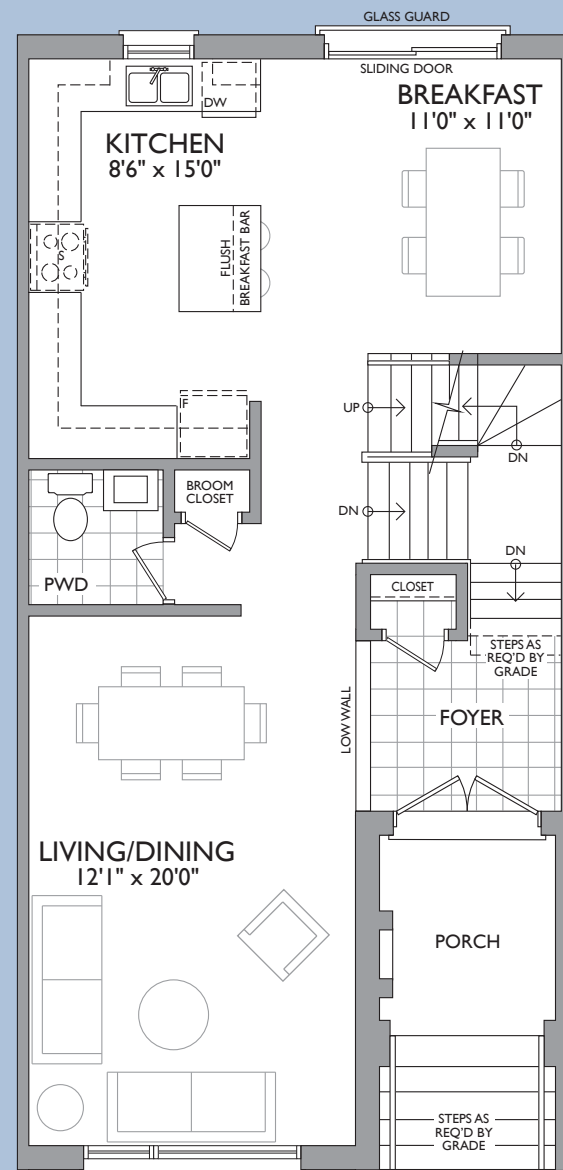 GLASS GUARD
SLIDING DOOR
BREAKFAST
11'0" x 11'0"
DW
KITCHEN
8'6" x 15'0"
S
FLUSH
BREAKFAST BAR
F
UP
DN
DN
DN
BROOM
CLOSET
PWD
CLOSET
STEPS AS
REQ'D BY
GRADE
LOW WALL
FOYER
LIVING/DINING
12'1" x 20'0"
PORCH
STEPS AS
REQ'D BY
GRADE